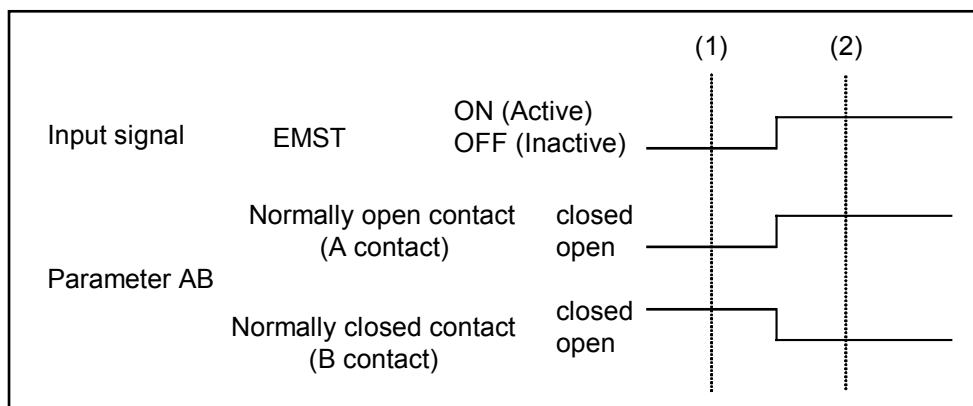 (1) (2)
ON (Active)
Input signal EMST OFF (Inactive)
Normally open contact closed
(A contact) open
Parameter AB
Normally closed contact closed
(B contact) open